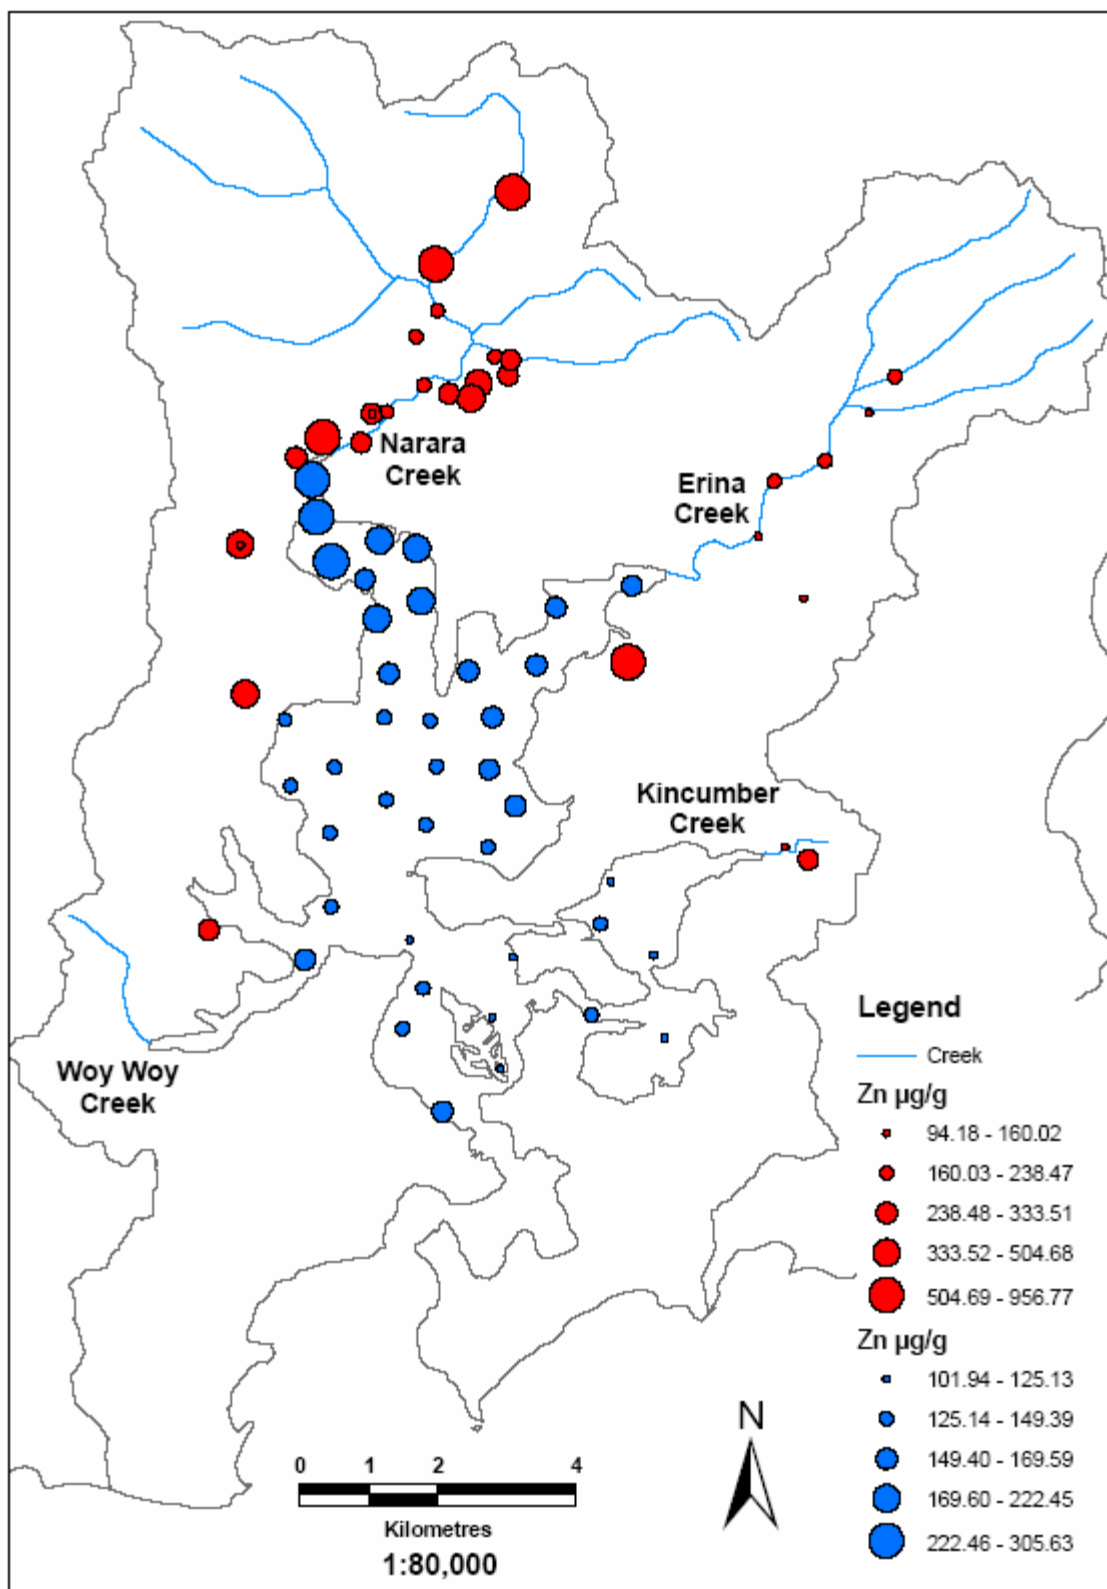 Narara
Creek
Erina
Creek
Kincumber
Creek
Woy Woy
Creek
Legend
Creek
Zn µg/g
94.18 - 160.02
160.03 - 238.47
238.48 - 333.51
333.52 - 504.68
504.69 - 956.77
Zn µg/g
101.94 - 125.13
125.14 - 149.39
149.40 - 169.59
169.60 - 222.45
222.46 - 305.63
N
0 1 2 4
Kilometres
1:80,000